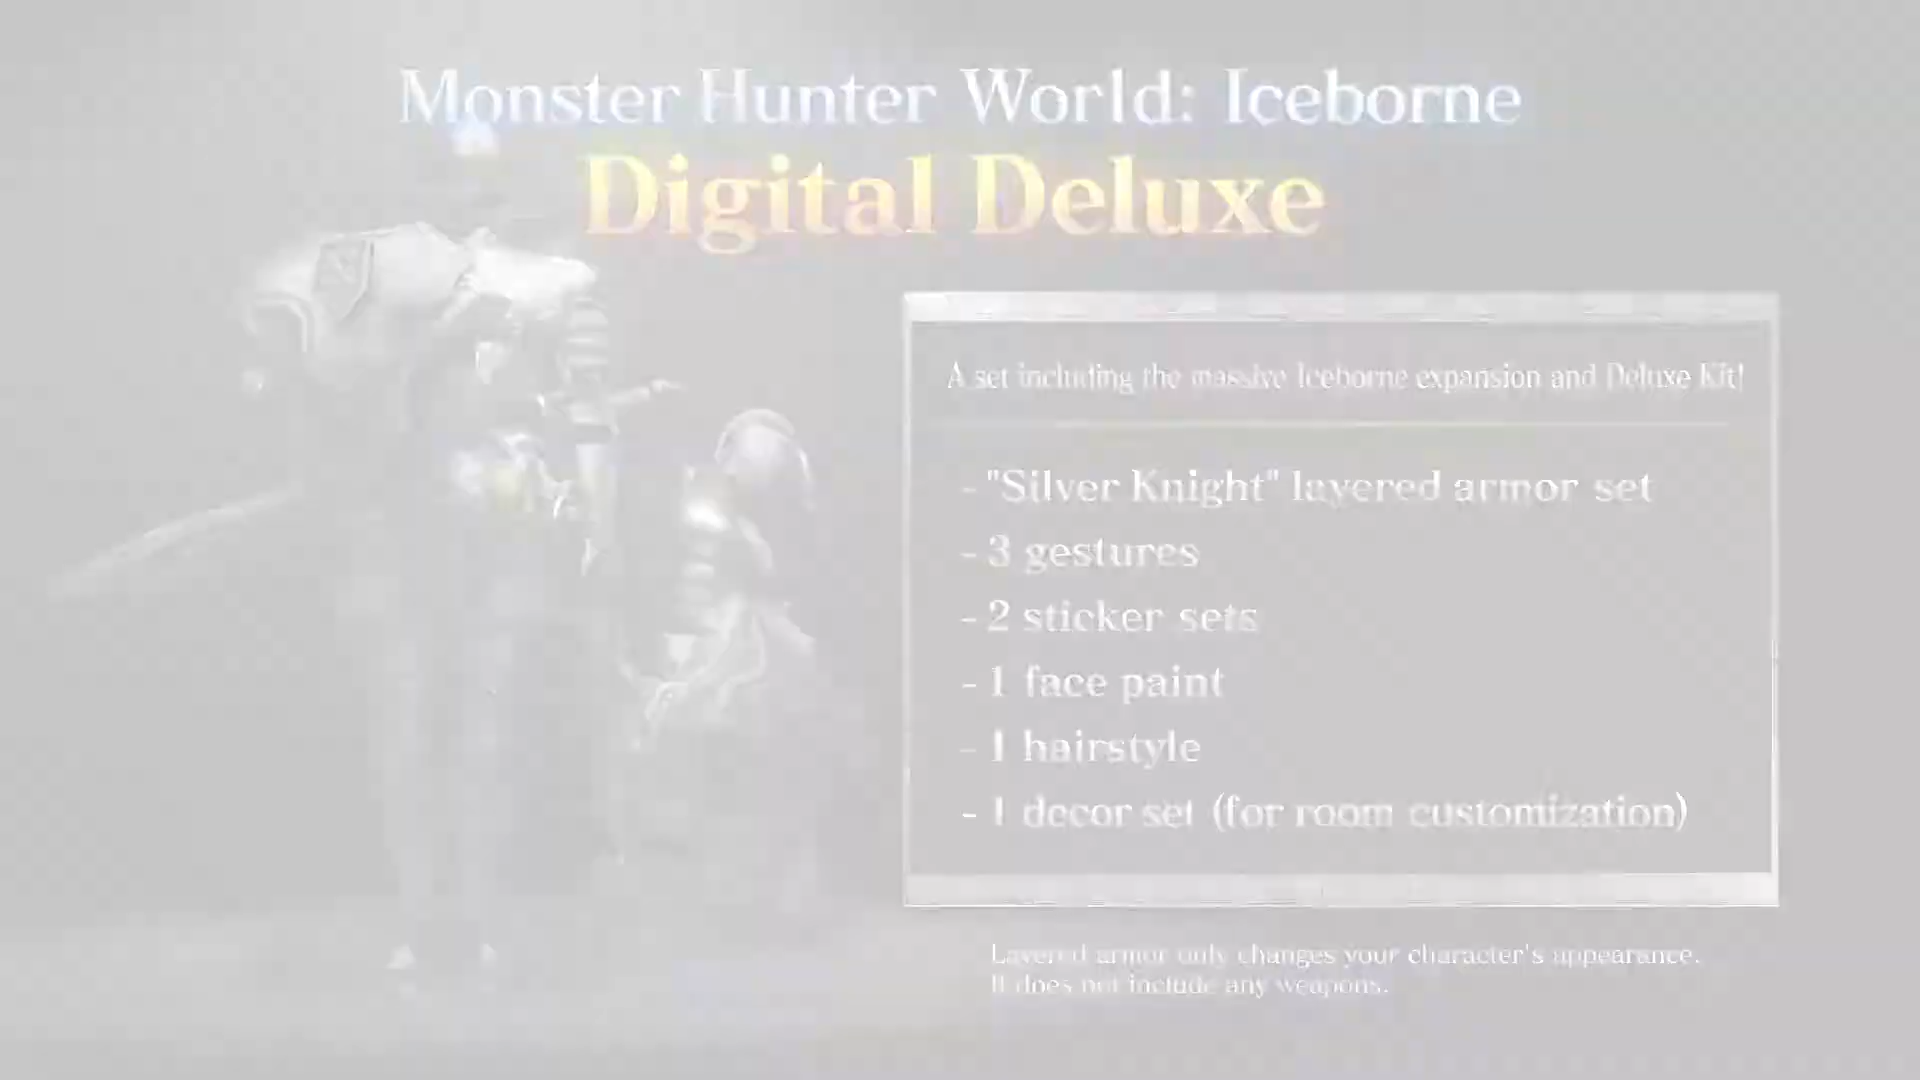 Monster Hunter World: Iceborne
Digital Deluxe
A set including the massive Iceborne expansion and Deluxe Kit!
- "Silver Knight" layered armor set
- 3 gestures
- 2 sticker sets
- 1 face paint
- 1 hairstyle
- 1 decor set (for room customization)
Layered armor only changes your character's appearance.
It does not include any weapons.